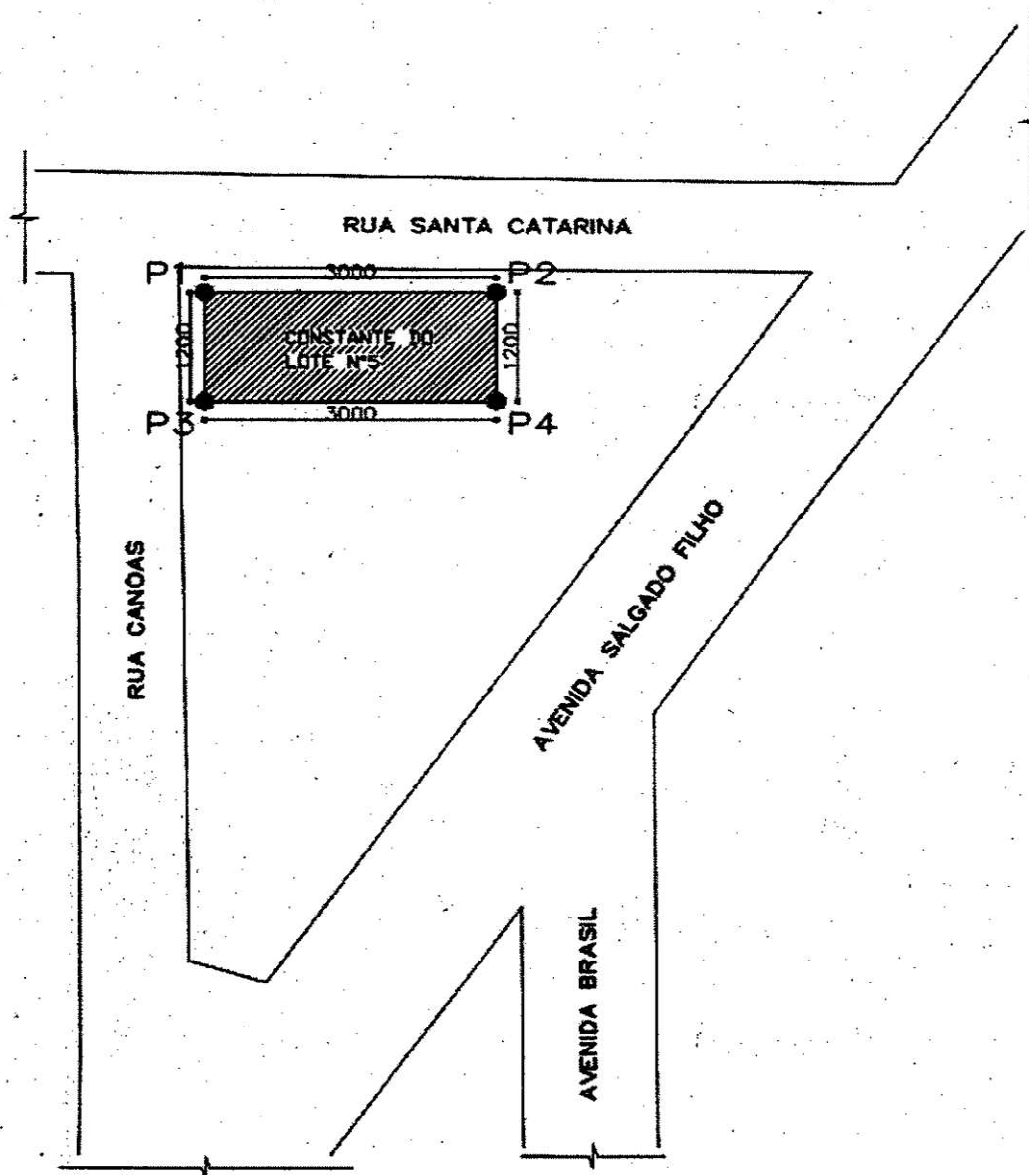 RUA SANTA CATARINA
P1
3000
P2
1200
CONSTANTE DO
LOTE Nº5
1200
P3
3000
P4
RUA CANOAS
AVENIDA SALGADO FILHO
AVENIDA BRASIL